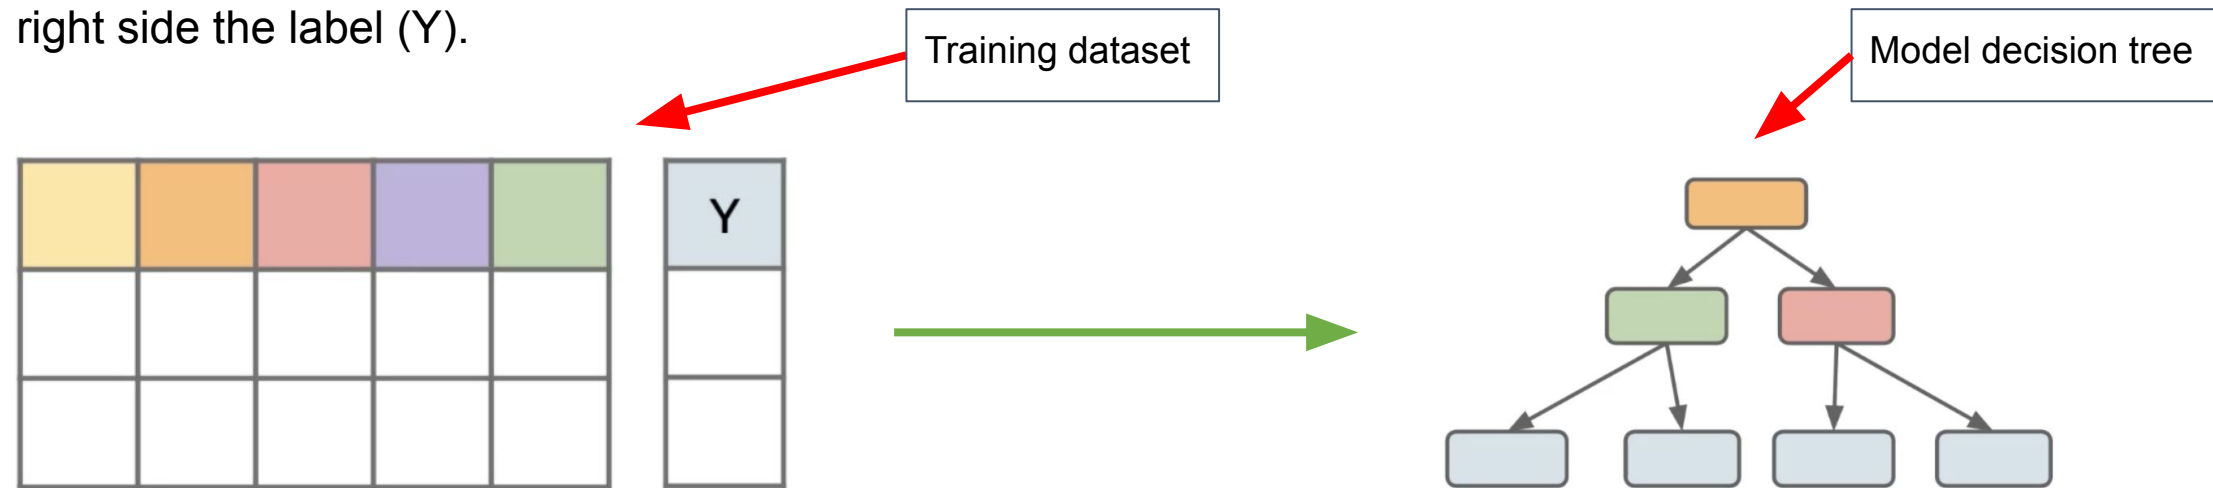 right side the label (Y).
Training dataset
Model decision tree
Y